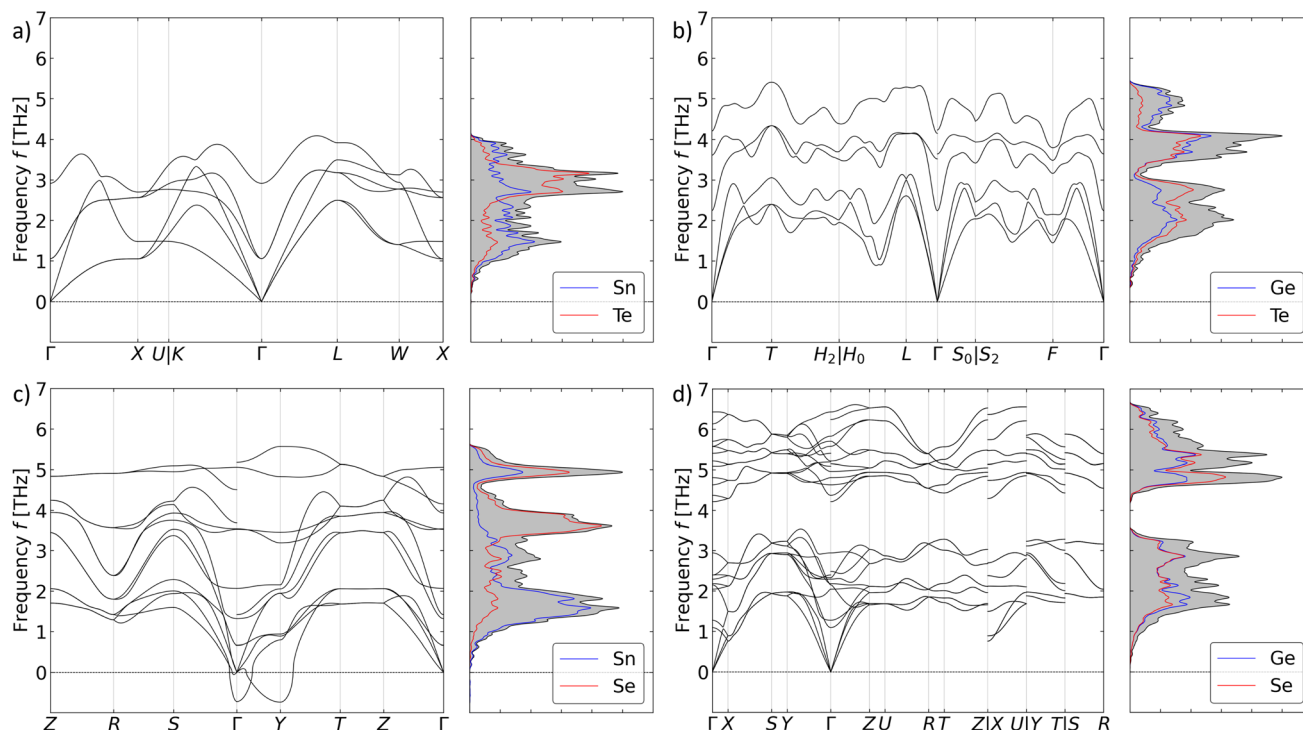 a)
Frequency f [THz]
7
6
5
4
3
2
1
0
Γ X U|K Γ L W X
Sn
Te
b)
Frequency f [THz]
7
6
5
4
3
2
1
0
Γ T H₂|H₀ L Γ S₀|S₂ F Γ
Ge
Te
c)
Frequency f [THz]
7
6
5
4
3
2
1
0
Z R S Γ Y T Z Γ
Sn
Se
d)
Frequency f [THz]
7
6
5
4
3
2
1
0
Γ X S Y Γ Z U R T Z|X U|Y T|S R
Ge
Se